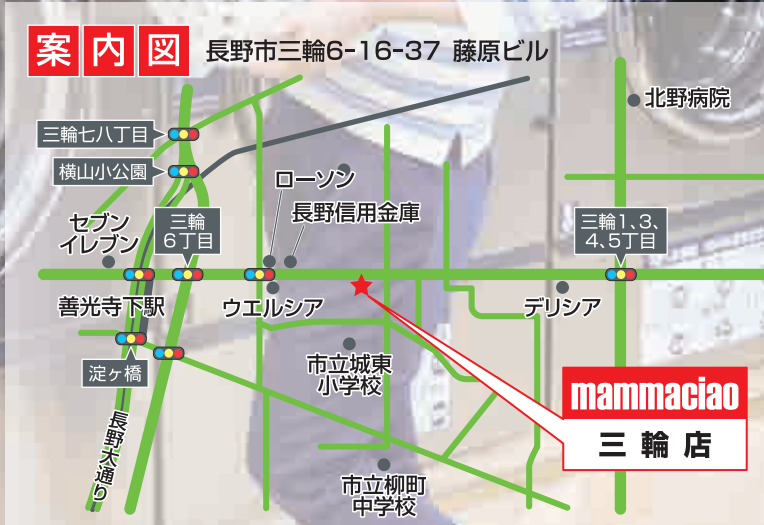 案内図
長野市三輪6-16-37 藤原ビル
北野病院
三輪七八丁目
横山小公園
ローソン
長野信用金庫
セブン
イレブン
三輪
6丁目
三輪1、3、
4、5丁目
善光寺下駅
ウエルシア
デリシア
淀ヶ橋
市立城東
小学校
mammaciao
三輪店
長野大通り
市立柳町
中学校